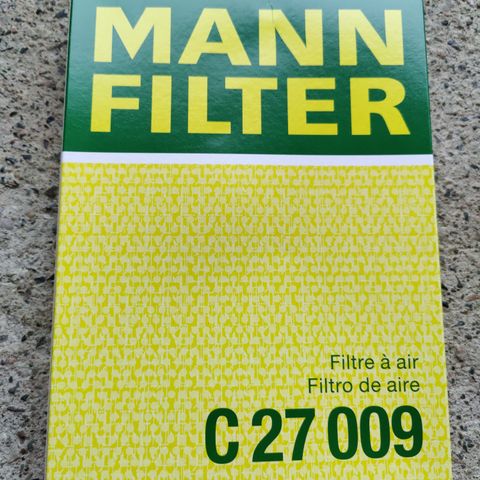 MANN
FILTER
Filtre à air
Filtro de aire
C 27 009